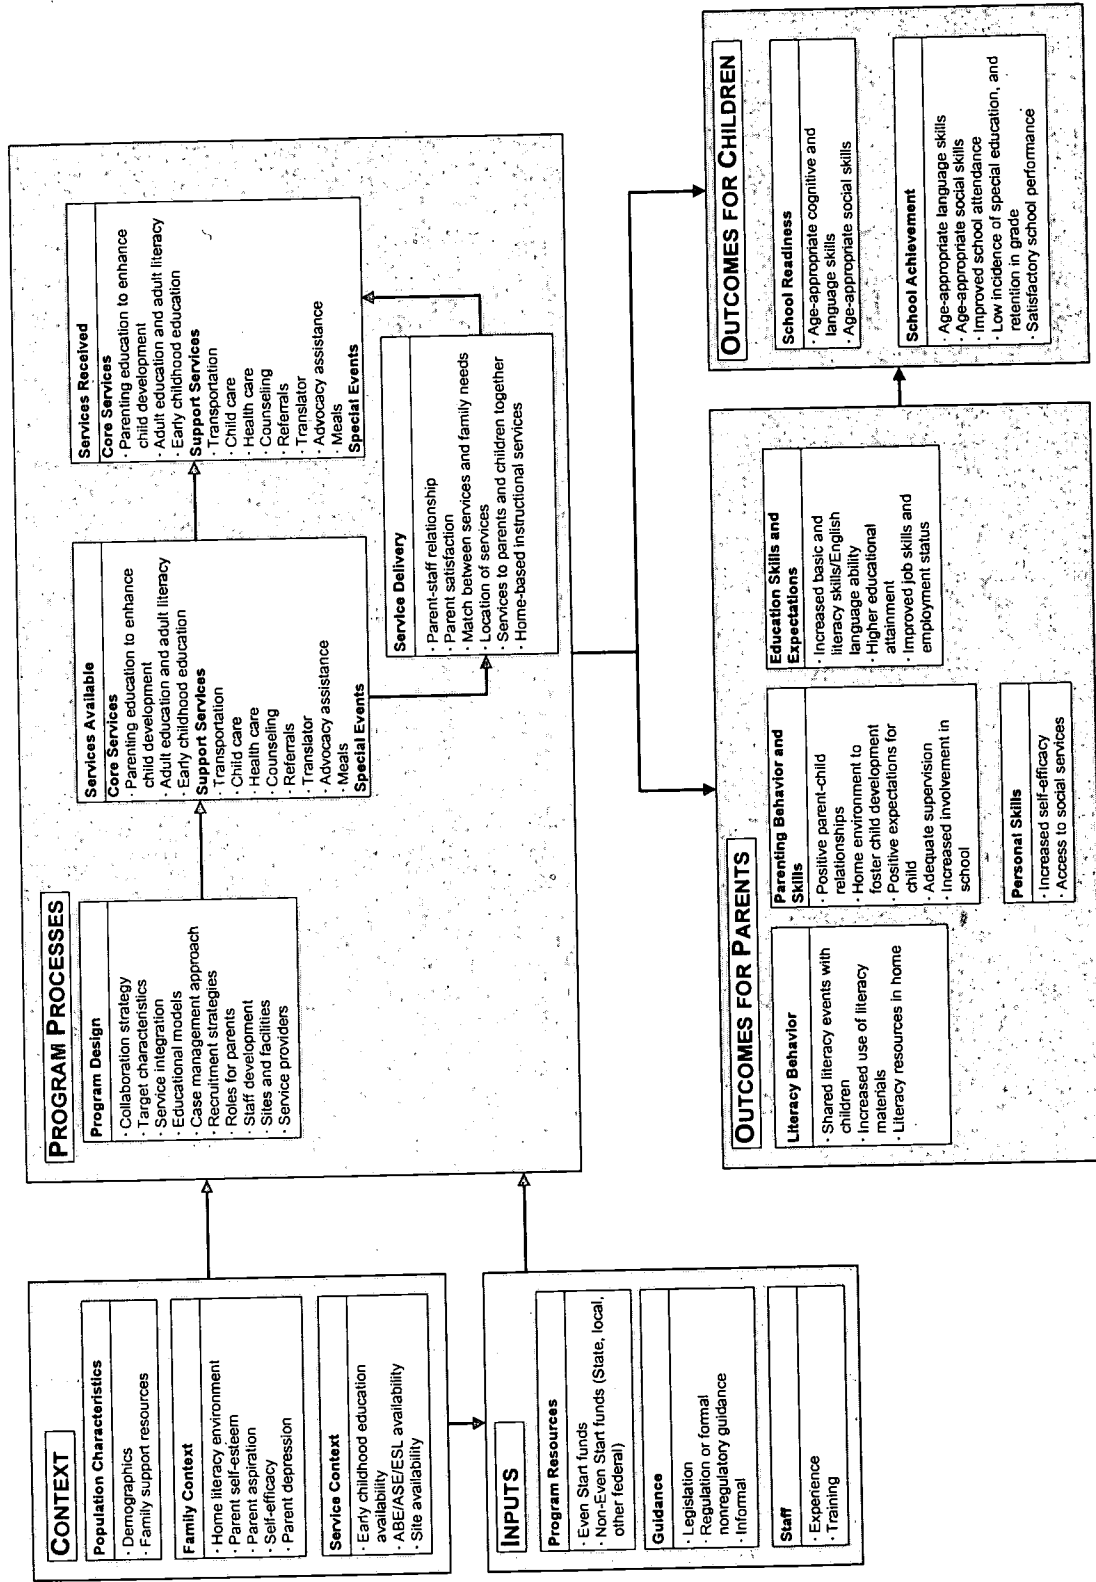 CONTEXT
Population Characteristics
· Demographics
· Family support resources
Family Context
· Home literacy environment
· Parent self-esteem
· Parent aspiration
· Self-efficacy
· Parent depression
Service Context
· Early childhood education
availability
· ABE/ASE/ESL availability
· Site availability
INPUTS
Program Resources
· Even Start funds
· Non-Even Start funds (State, local,
other federal)
Guidance
· Legislation
· Regulation or formal
nonregulatory guidance
· Informal
Staff
· Experience
· Training
PROGRAM PROCESSES
Program Design
· Collaboration strategy
· Target characteristics
· Service integration
· Educational models
· Case management approach
· Recruitment strategies
· Roles for parents
· Staff development
· Sites and facilities
· Service providers
Services Available
Core Services
· Parenting education to enhance
child development
· Adult education and adult literacy
· Early childhood education
Support Services
· Transportation
· Child care
· Health care
· Counseling
· Referrals
· Translator
· Advocacy assistance
· Meals
Special Events
Services Received
Core Services
· Parenting education to enhance
child development
· Adult education and adult literacy
· Early childhood education
Support Services
· Transportation
· Child care
· Health care
· Counseling
· Referrals
· Translator
· Advocacy assistance
· Meals
Special Events
Service Delivery
· Parent-staff relationship
· Parent satisfaction
· Match between services and family needs
· Location of services
· Services to parents and children together
· Home-based instructional services
OUTCOMES FOR PARENTS
Literacy Behavior
· Shared literacy events with
children
· Increased use of literacy
materials
· Literacy resources in home
Parenting Behavior and
Skills
· Positive parent-child
relationships
· Home environment to
foster child development
· Positive expectations for
child
· Adequate supervision
· Increased involvement in
school
Education Skills and
Expectations
· Increased basic and
literacy skills/English
language ability
· Higher educational
attainment
· Improved job skills and
employment status
Personal Skills
· Increased self-efficacy
· Access to social services
OUTCOMES FOR CHILDREN
School Readiness
· Age-appropriate cognitive and
language skills
· Age-appropriate social skills
School Achievement
· Age-appropriate language skills
· Age-appropriate social skills
· Improved school attendance
· Low incidence of special education, and
retention in grade
· Satisfactory school performance